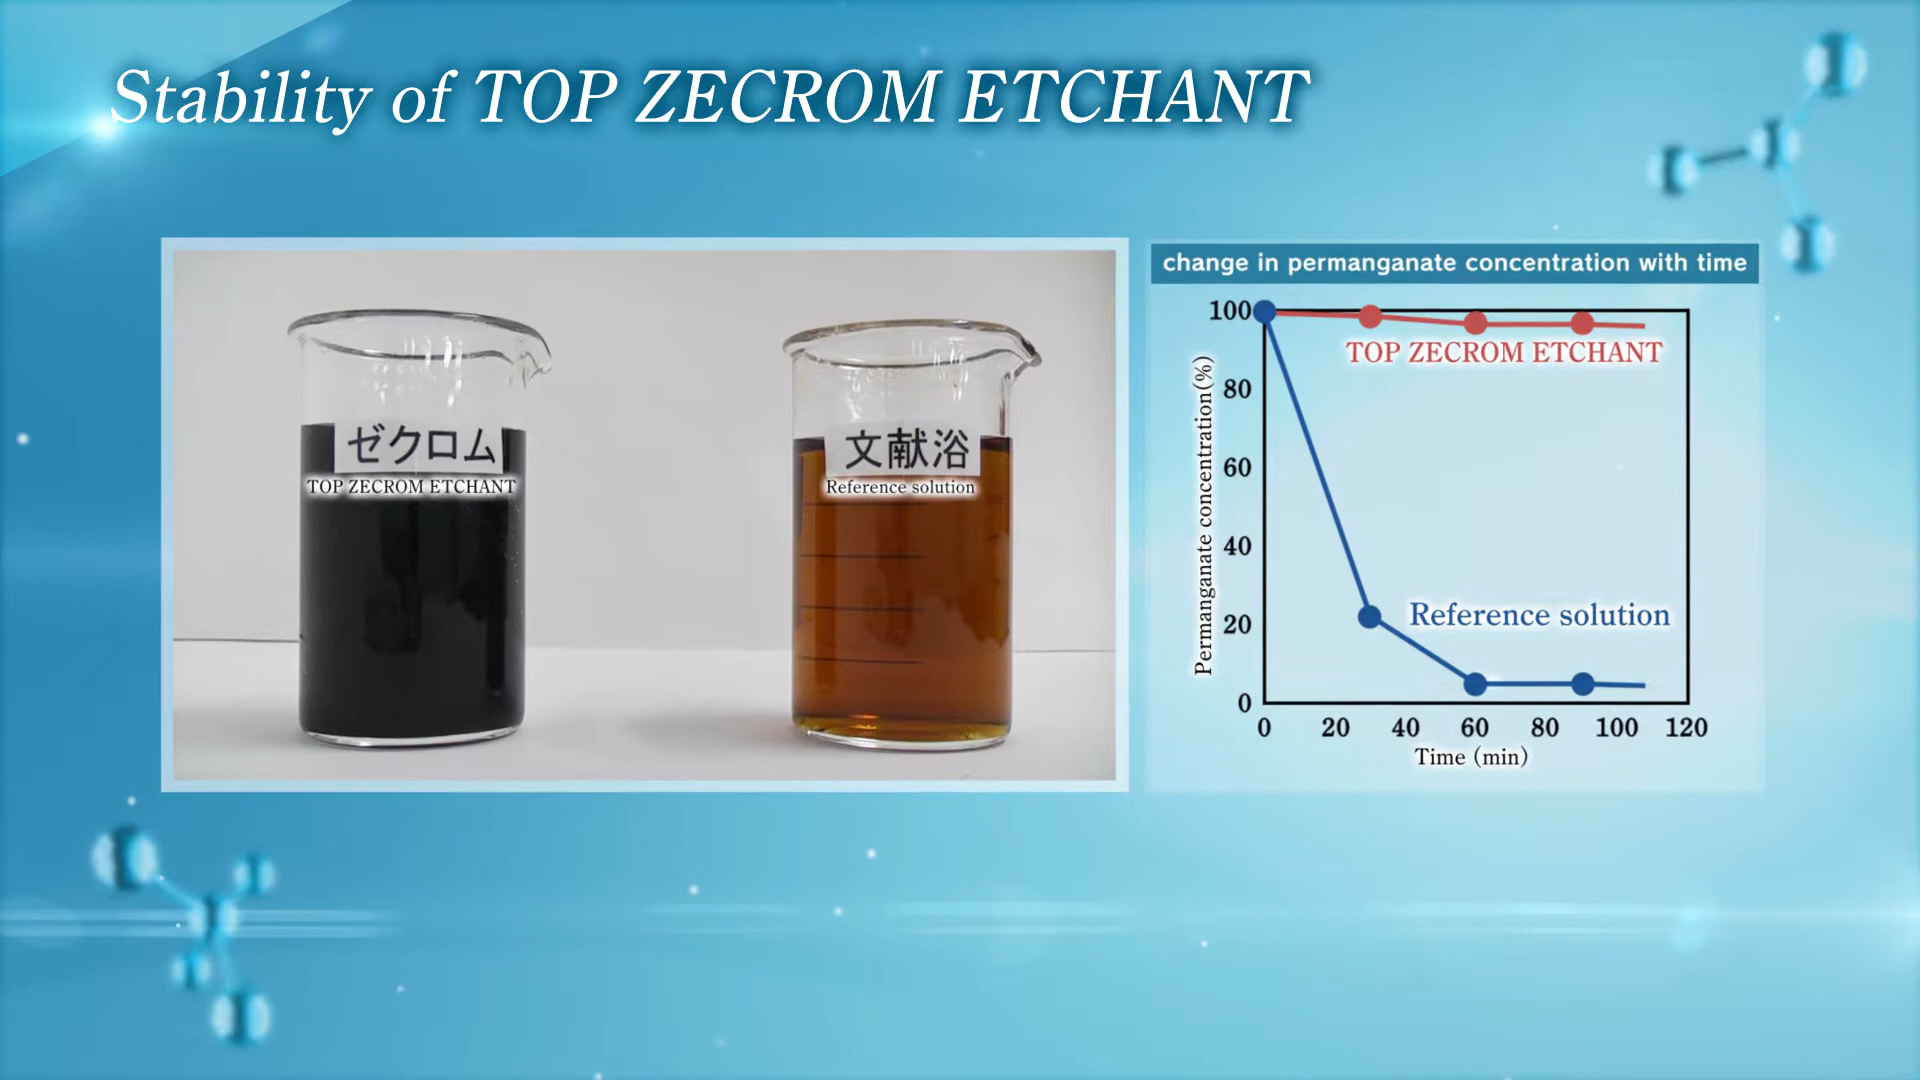 Stability of TOP ZECROM ETCHANT
ゼクロム
TOP ZECROM ETCHANT
文献浴
Reference solution
change in permanganate concentration with time
Permanganate concentration(%)
100
80
60
40
20
0
TOP ZECROM ETCHANT
Reference solution
0 20 40 60 80 100 120
Time (min)